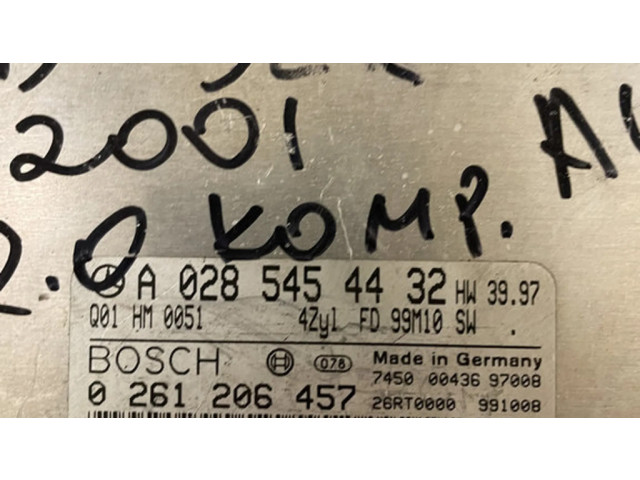 2001 AU
2.0 KOMP.
A 028 545 44 32 HW 39.97
Q01 HM 0051 4Zyl FD 99M10 SW .
BOSCH 078 Made in Germany
7450 00436 97008
0 261 206 457 26RT0000 991008